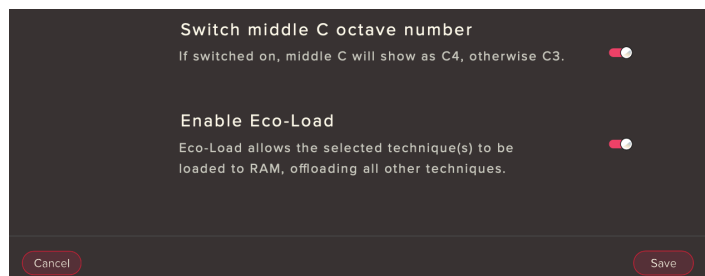 Switch middle C octave number
If switched on, middle C will show as C4, otherwise C3.
Enable Eco-Load
Eco-Load allows the selected technique(s) to be
loaded to RAM, offloading all other techniques.
Cancel
Save